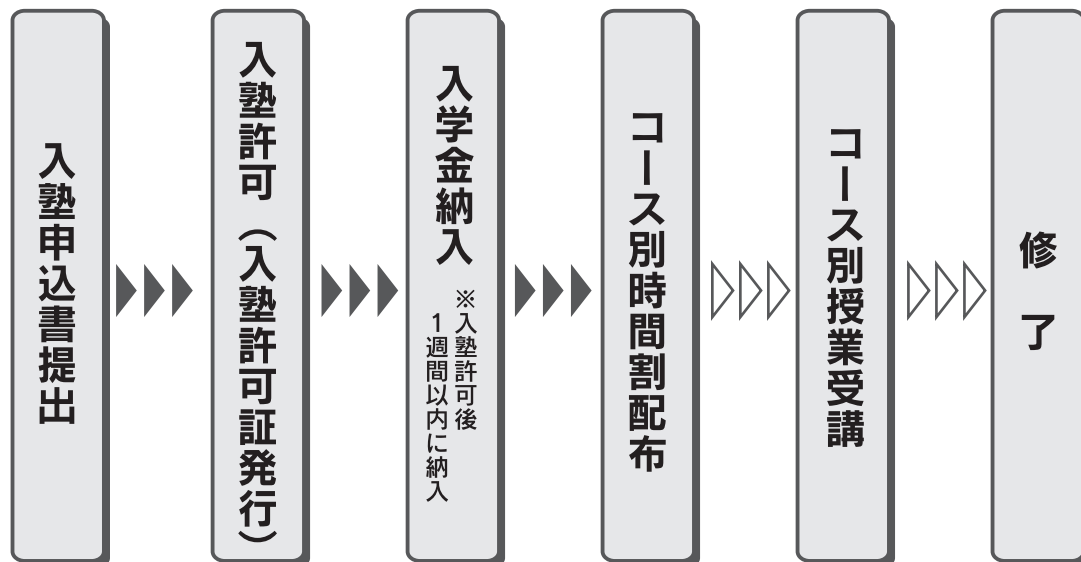 入塾申込書提出
入塾許可（入塾許可証発行）
入学金納入
※入塾許可後
1週間以内に納入
コース別時間割配布
コース別授業受講
修了